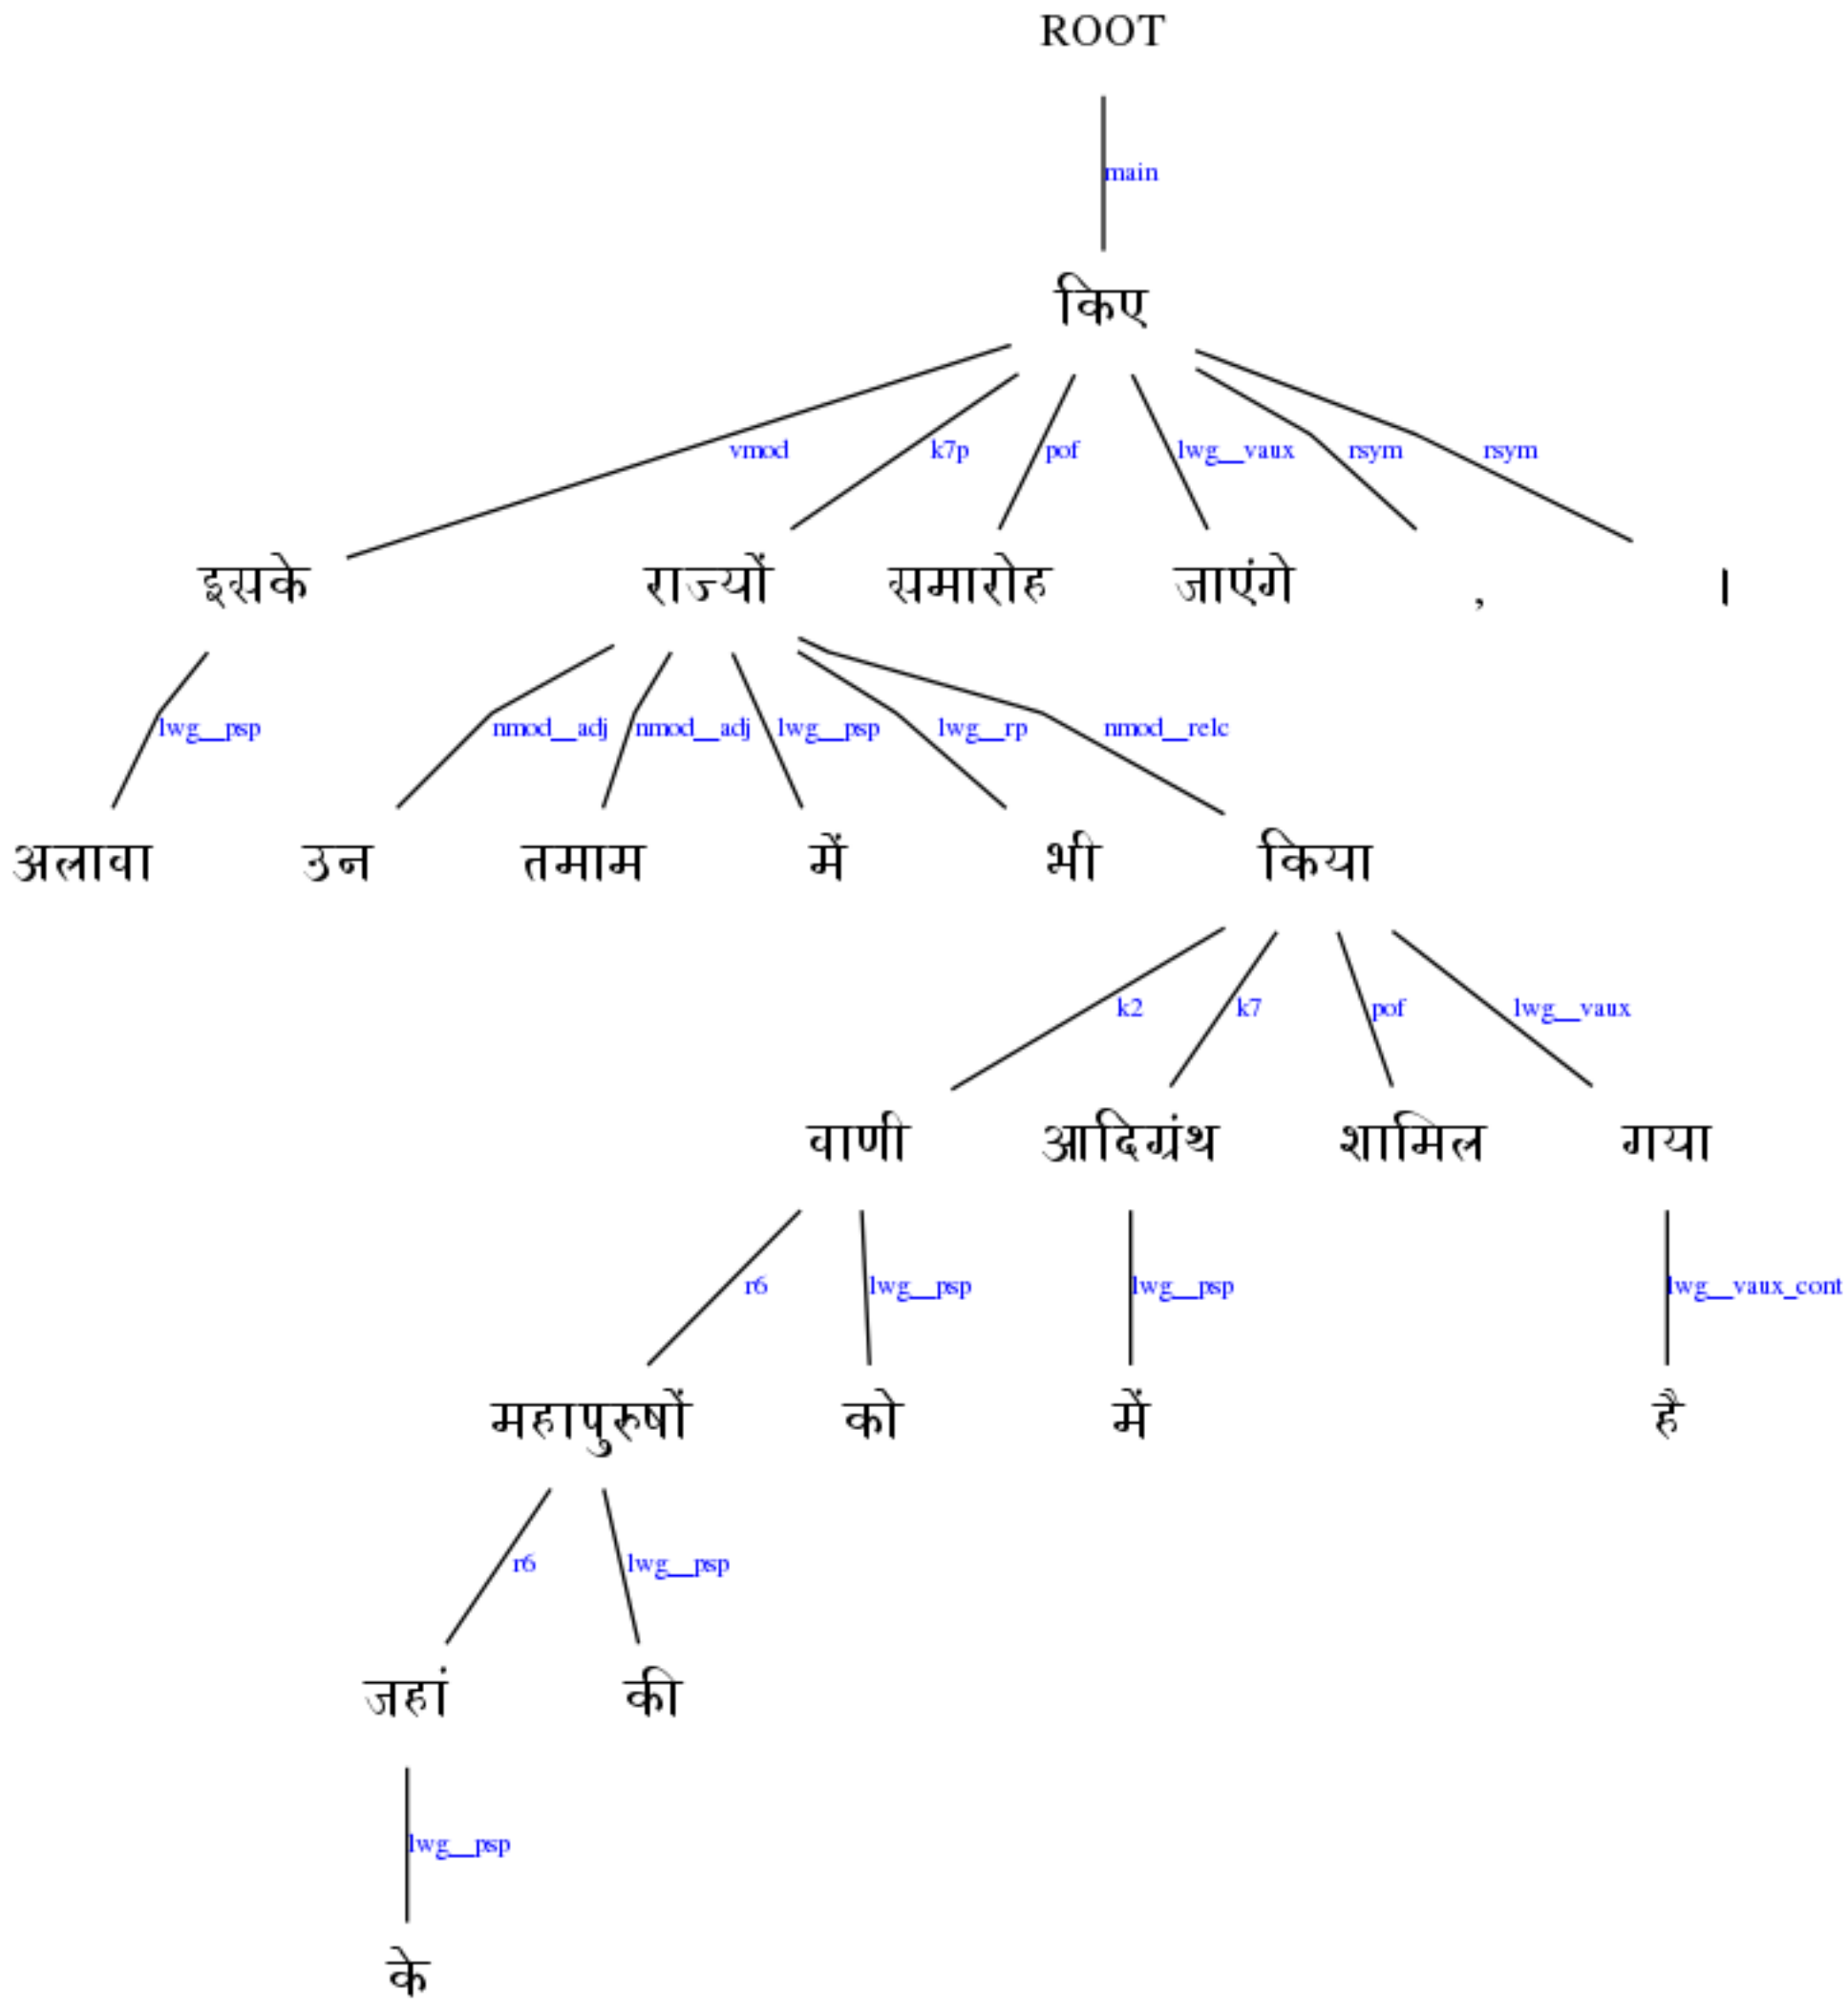 ROOT
main
किए
vmod k7p pof lwg__vaux rsym rsym
इसके राज्यों समारोह जाएंगे , ।
lwg__psp nmod__adj nmod__adj lwg__psp lwg__rp nmod__relc
अलावा उन तमाम में भी किया
k2 k7 pof lwg__vaux
वाणी आदिग्रंथ शामिल गया
r6 lwg__psp lwg__psp lwg__vaux_cont
महापुरुषों को में है
r6 lwg__psp
जहां की
lwg__psp
के